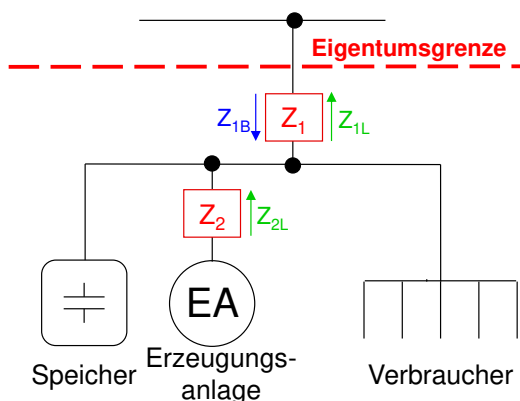 Eigentumsgrenze
Z1B Z1 Z1L
Z2 Z2L
EA
Speicher
Erzeugungs-
anlage
Verbraucher